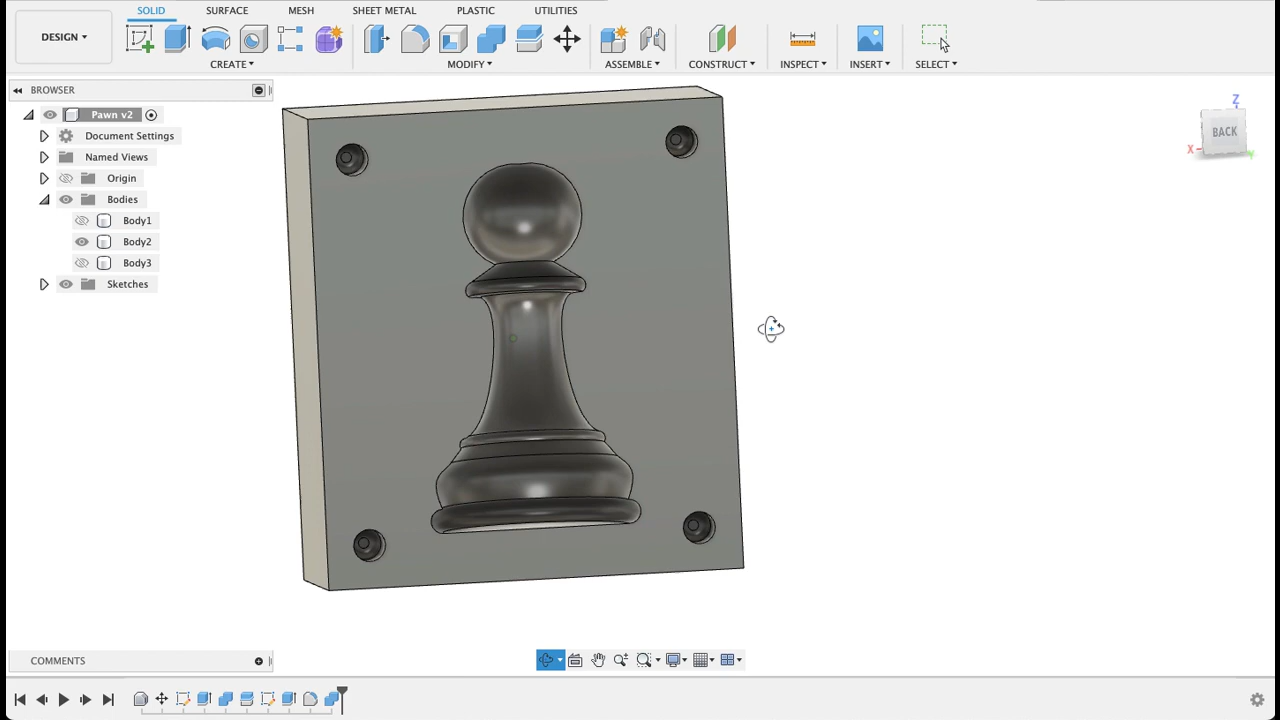 SOLID SURFACE MESH SHEET METAL PLASTIC UTILITIES
DESIGN
CREATE MODIFY ASSEMBLE CONSTRUCT INSPECT INSERT SELECT
BROWSER
Pawn v2
Document Settings
Named Views
Origin
Bodies
Body1
Body2
Body3
Sketches
Z
BACK
X
Y
COMMENTS